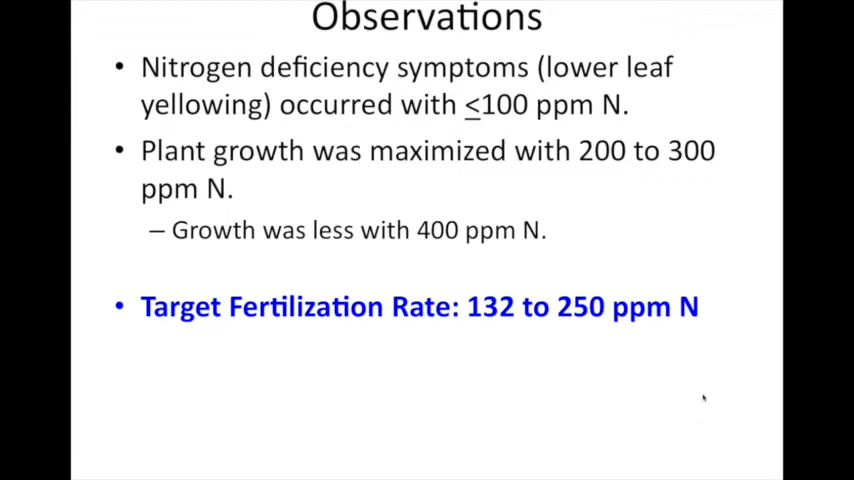 Observations
• Nitrogen deficiency symptoms (lower leaf
yellowing) occurred with ≤100 ppm N.
• Plant growth was maximized with 200 to 300
ppm N.
– Growth was less with 400 ppm N.
• Target Fertilization Rate: 132 to 250 ppm N